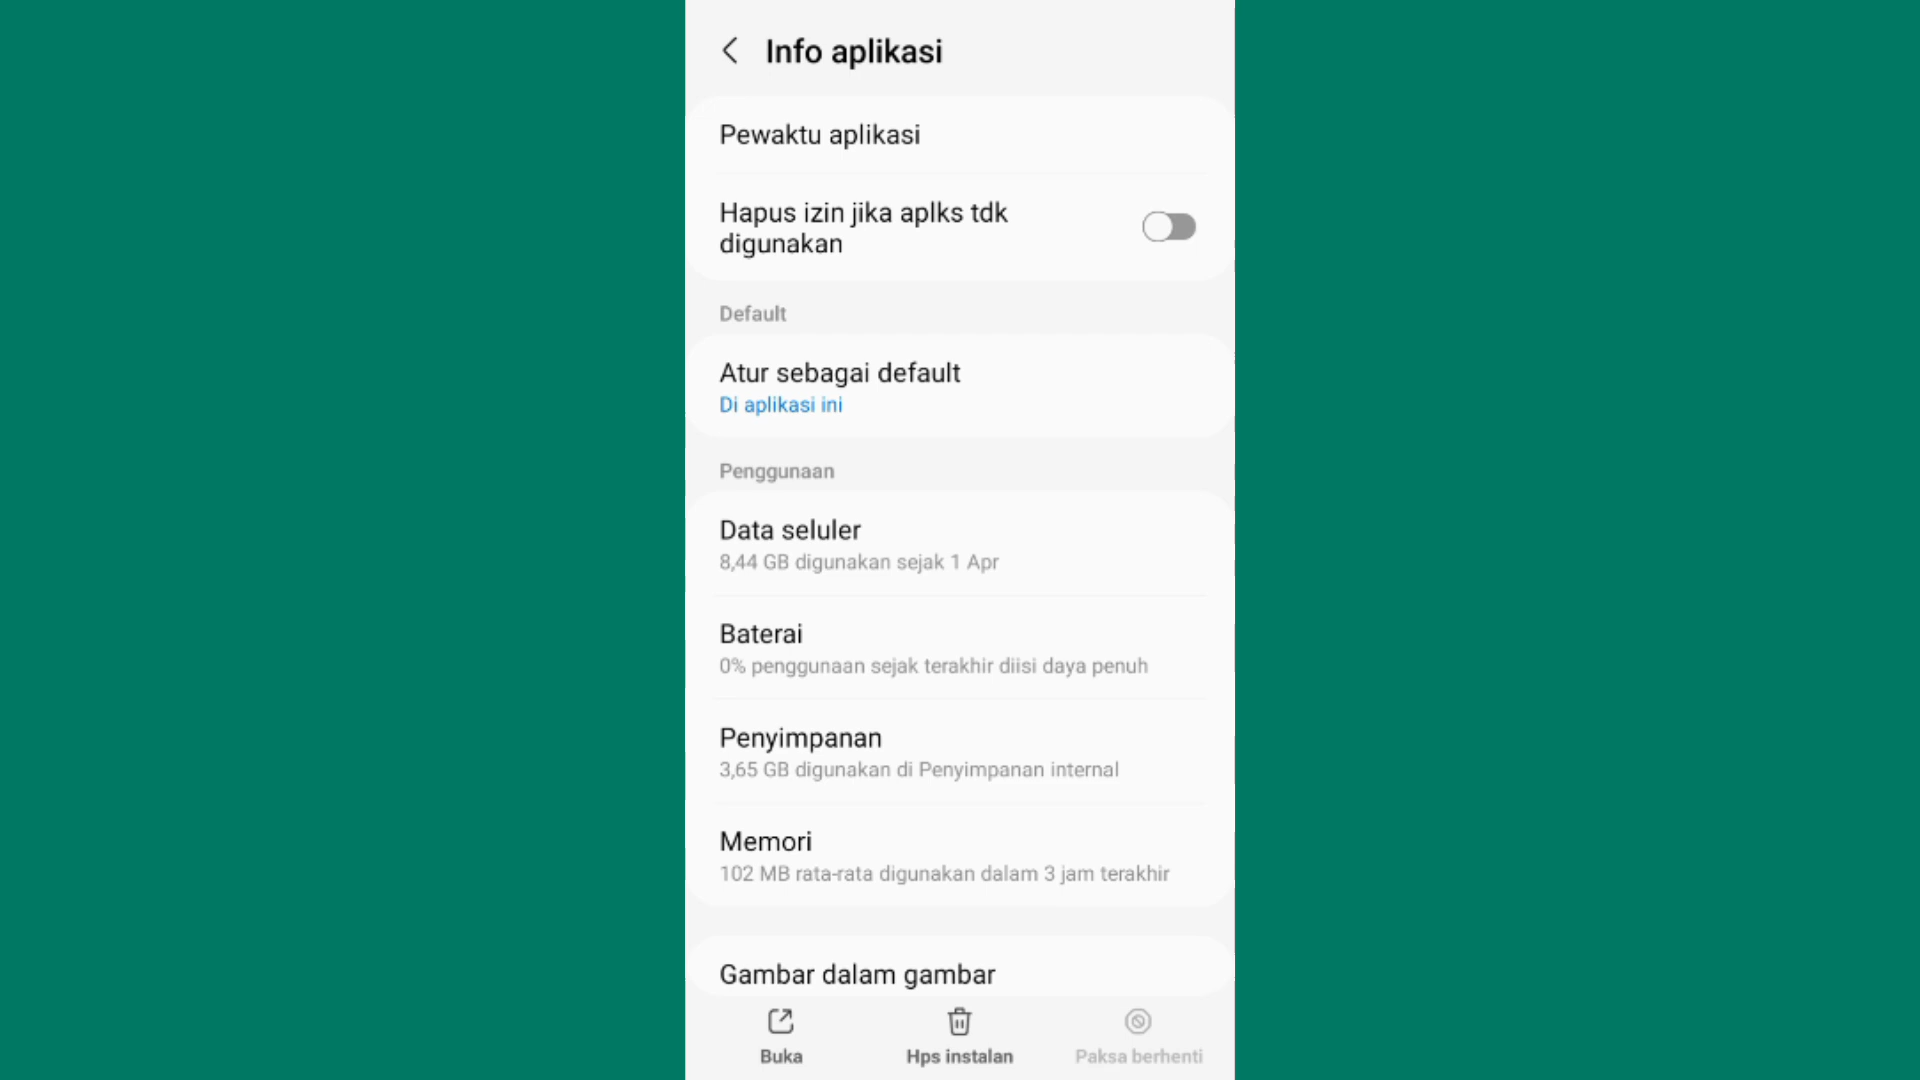 Info aplikasi
Pewaktu aplikasi
Hapus izin jika aplks tdk
digunakan
Default
Atur sebagai default
Di aplikasi ini
Penggunaan
Data seluler
8,44 GB digunakan sejak 1 Apr
Baterai
0% penggunaan sejak terakhir diisi daya penuh
Penyimpanan
3,65 GB digunakan di Penyimpanan internal
Memori
102 MB rata-rata digunakan dalam 3 jam terakhir
Gambar dalam gambar
Buka
Hps instalan
Paksa berhenti